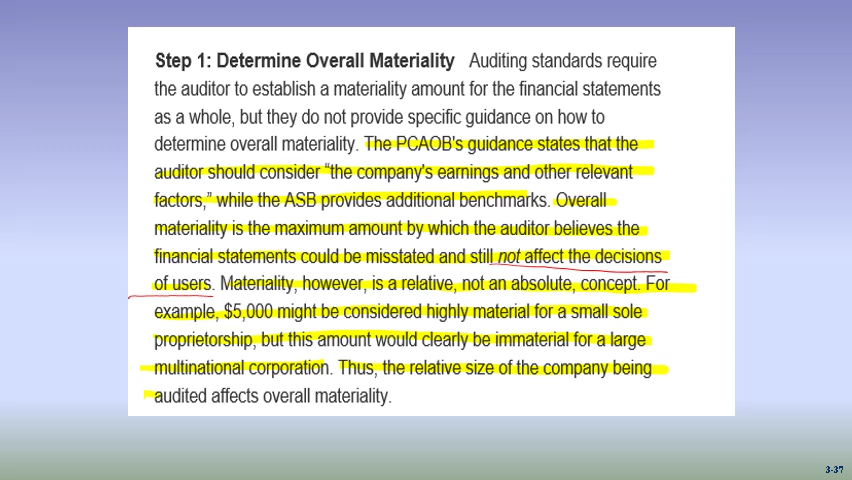 Step 1: Determine Overall Materiality Auditing standards require
the auditor to establish a materiality amount for the financial statements
as a whole, but they do not provide specific guidance on how to
determine overall materiality. The PCAOB's guidance states that the
auditor should consider “the company's earnings and other relevant
factors,” while the ASB provides additional benchmarks. Overall
materiality is the maximum amount by which the auditor believes the
financial statements could be misstated and still not affect the decisions
of users. Materiality, however, is a relative, not an absolute, concept. For
example, $5,000 might be considered highly material for a small sole
proprietorship, but this amount would clearly be immaterial for a large
multinational corporation. Thus, the relative size of the company being
audited affects overall materiality.
3-37